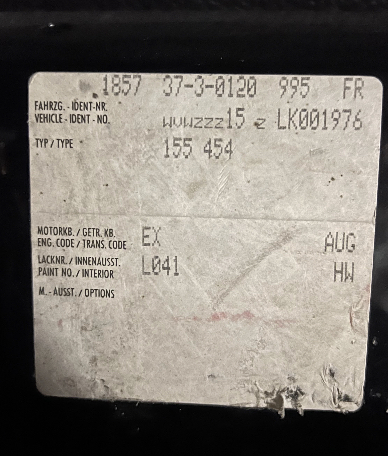 1857 37-3-0120 995 FR
FAHRZG. - IDENT-NR.
VEHICLE - IDENT - NO. WVWZZZ15 Z LK001976
TYP / TYPE 155 454
MOTORKB. / GETR. KB.
ENG. CODE / TRANS. CODE EX AUG
LACKNR. / INNENAUSST.
PAINT NO. / INTERIOR L041 HW
M. - AUSST. / OPTIONS